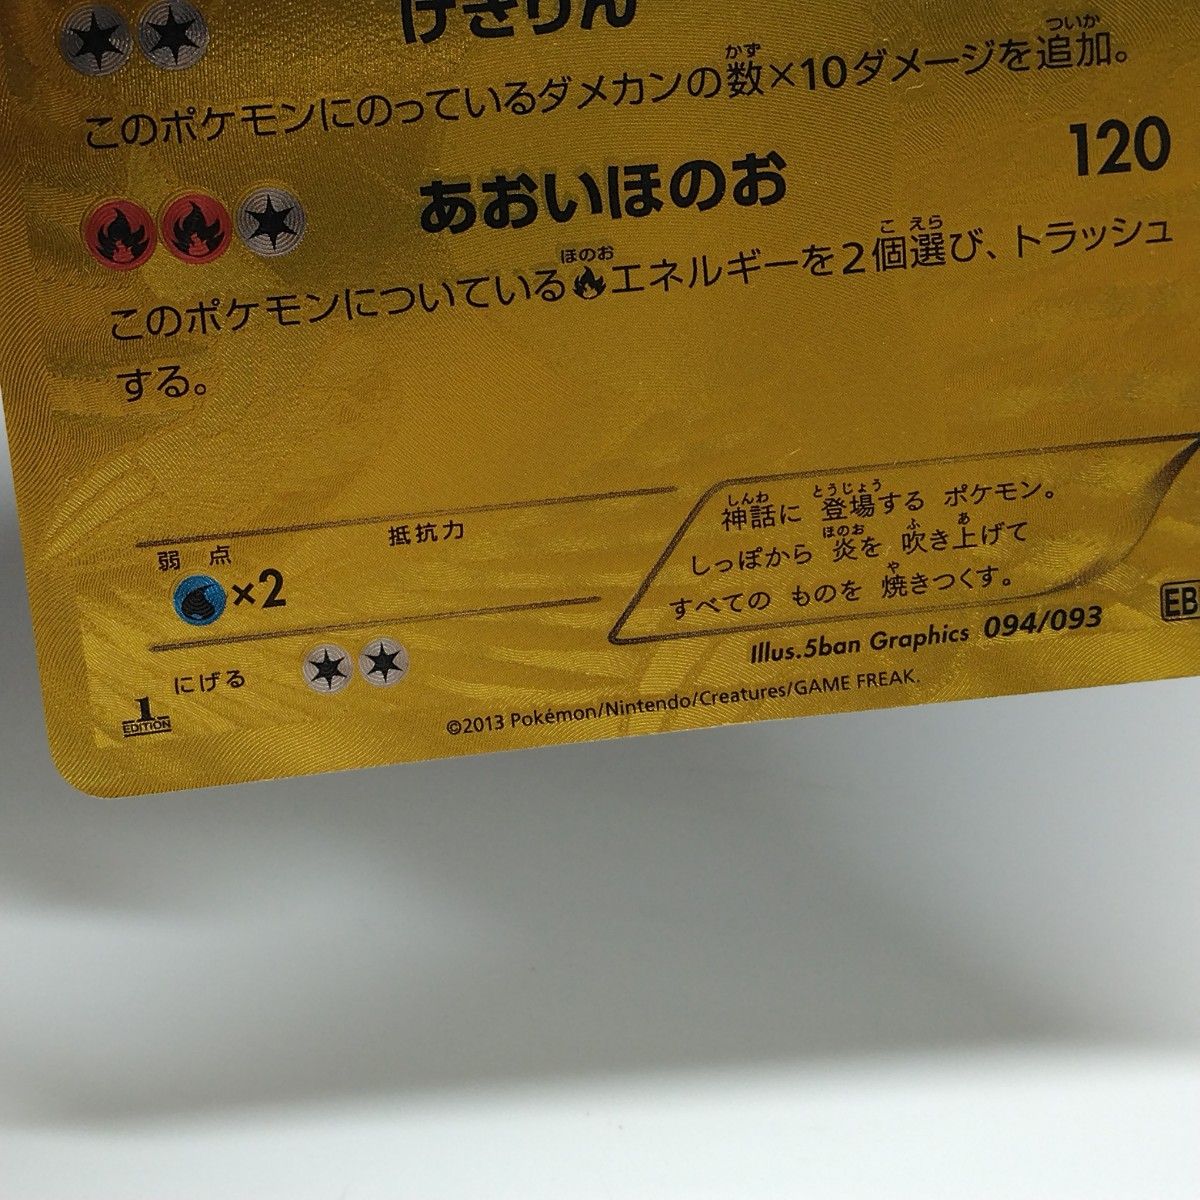 げきりん
このポケモンにのっているダメカンの数×10ダメージを追加。
あおいほのお 120
このポケモンについているエネルギーを2個選び、トラッシュ
する。
弱点 抵抗力
×2
にげる
神話に 登場する ポケモン。
しっぽから 炎を 吹き上げて
すべての ものを 焼きつくす。
Illus.5ban Graphics 094/093 EB
1 EDITION
©2013 Pokémon/Nintendo/Creatures/GAME FREAK.